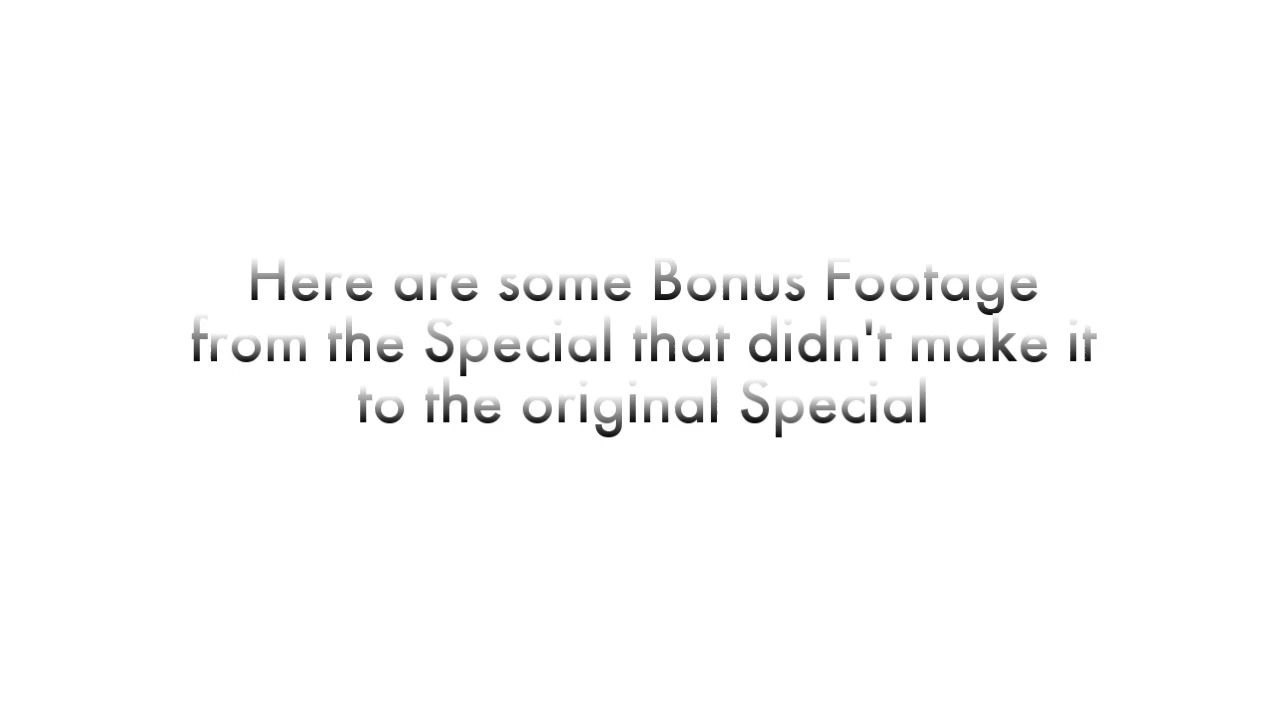 Here are some Bonus Footage
from the Special that didn't make it
to the original Special